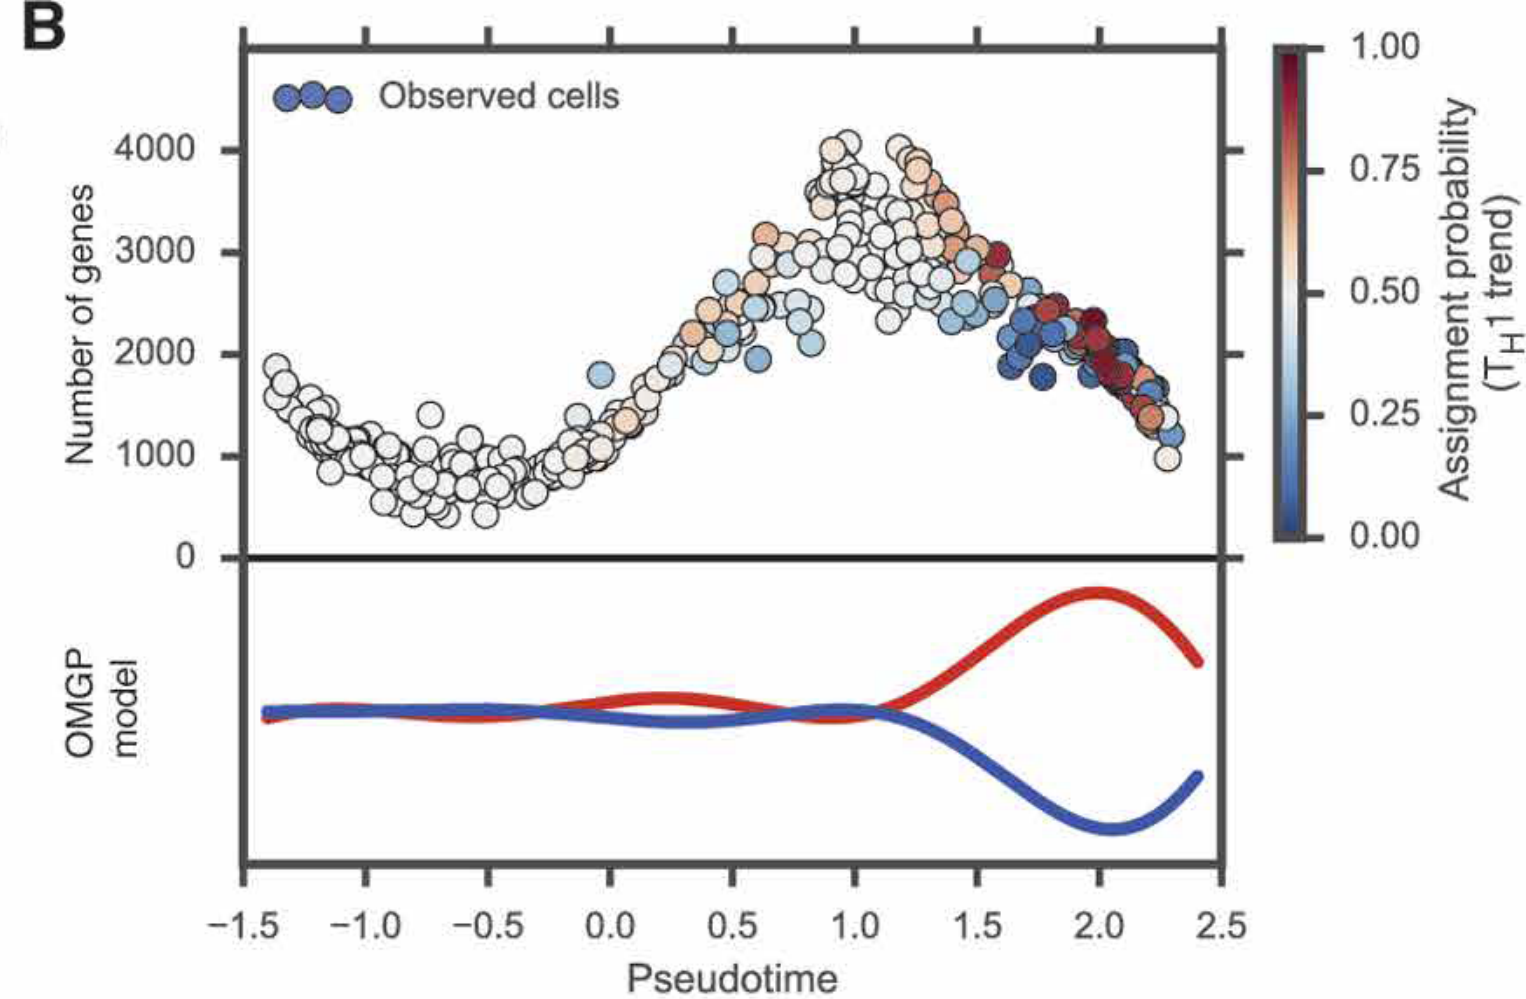 B
Observed cells
4000
3000
2000
1000
0
Number of genes
1.00
0.75
0.50
0.25
0.00
Assignment probability
(TH1 trend)
OMGP
model
−1.5 −1.0 −0.5 0.0 0.5 1.0 1.5 2.0 2.5
Pseudotime